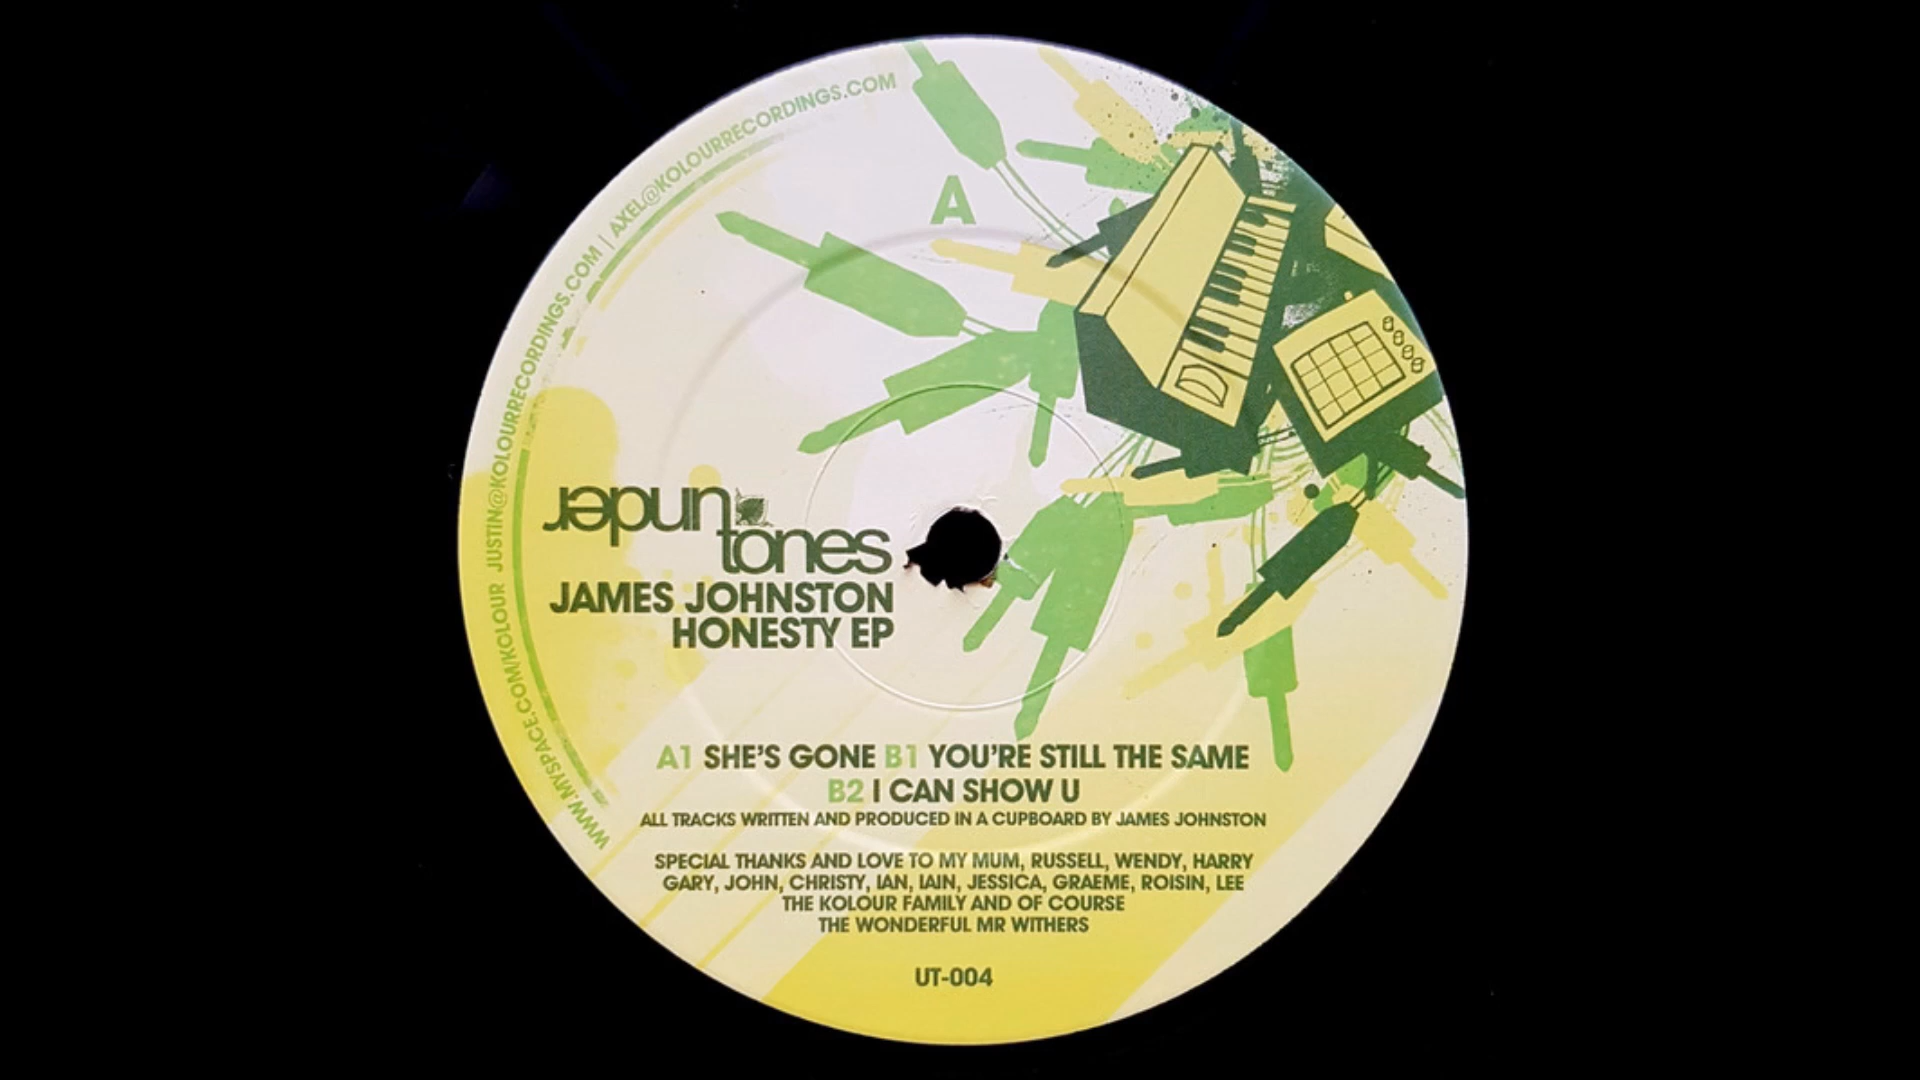 WWW.MYSPACE.COM/KOLOUR JUSTIN@KOLOURRECORDINGS.COM | AXEL@KOLOURRECORDINGS.COM
A
under
tones
JAMES JOHNSTON
HONESTY EP
A1 SHE'S GONE B1 YOU'RE STILL THE SAME
B2 I CAN SHOW U
ALL TRACKS WRITTEN AND PRODUCED IN A CUPBOARD BY JAMES JOHNSTON
SPECIAL THANKS AND LOVE TO MY MUM, RUSSELL, WENDY, HARRY
GARY, JOHN, CHRISTY, IAN, IAIN, JESSICA, GRAEME, ROISIN, LEE
THE KOLOUR FAMILY AND OF COURSE
THE WONDERFUL MR WITHERS
UT-004